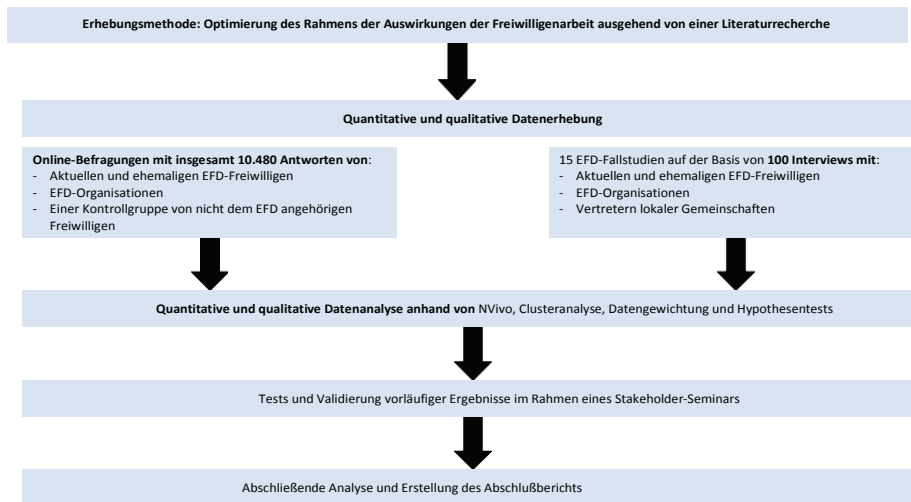 Erhebungsmethode: Optimierung des Rahmens der Auswirkungen der Freiwilligenarbeit ausgehend von einer Literaturrecherche
Quantitative und qualitative Datenerhebung
Online-Befragungen mit insgesamt 10.480 Antworten von:
- Aktuellen und ehemaligen EFD-Freiwilligen
- EFD-Organisationen
- Einer Kontrollgruppe von nicht dem EFD angehörigen
Freiwilligen
15 EFD-Fallstudien auf der Basis von 100 Interviews mit:
- Aktuellen und ehemaligen EFD-Freiwilligen
- EFD-Organisationen
- Vertretern lokaler Gemeinschaften
Quantitative und qualitative Datenanalyse anhand von NVivo, Clusteranalyse, Datengewichtung und Hypothesentests
Tests und Validierung vorläufiger Ergebnisse im Rahmen eines Stakeholder-Seminars
Abschließende Analyse und Erstellung des Abschlußberichts